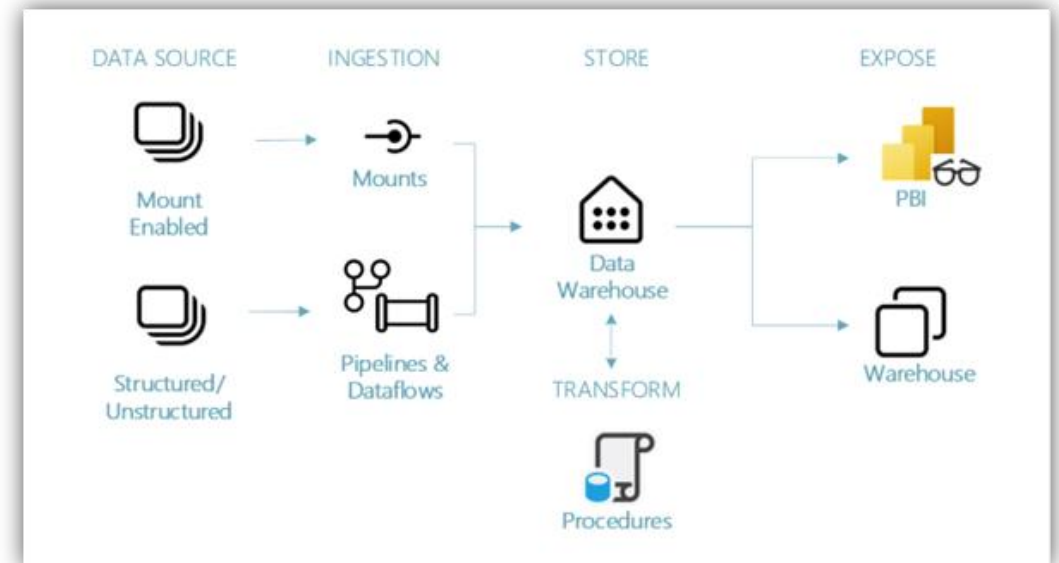 DATA SOURCE
INGESTION
STORE
EXPOSE
Mount
Enabled
Mounts
PBI
Data
Warehouse
Structured/
Unstructured
Pipelines &
Dataflows
Warehouse
TRANSFORM
Procedures